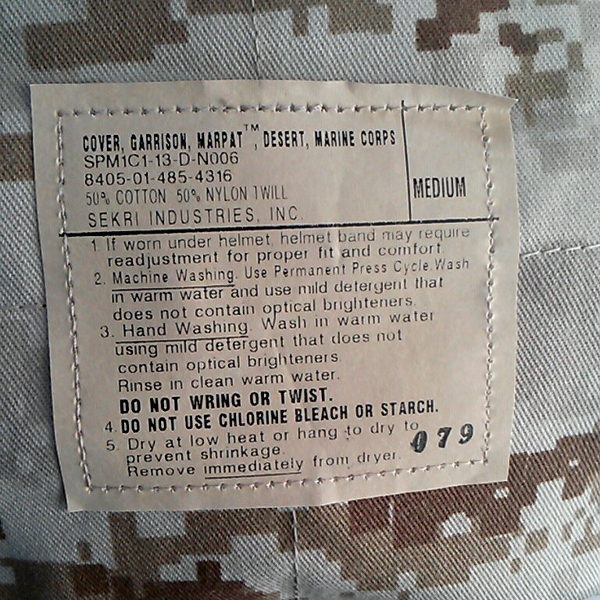 COVER, GARRISON, MARPAT™, DESERT, MARINE CORPS
SPM1C1-13-D-N006
8405-01-485-4316
50% COTTON 50% NYLON TWILL
SEKRI INDUSTRIES, INC.
MEDIUM
1. If worn under helmet, helmet band may require
readjustment for proper fit and comfort.
2. Machine Washing. Use Permanent Press Cycle. Wash
in warm water and use mild detergent that
does not contain optical brighteners.
3. Hand Washing. Wash in warm water
using mild detergent that does not
contain optical brighteners.
Rinse in clean warm water.
DO NOT WRING OR TWIST.
4. DO NOT USE CHLORINE BLEACH OR STARCH.
5. Dry at low heat or hang to dry to
prevent shrinkage.
Remove immediately from dryer.
079